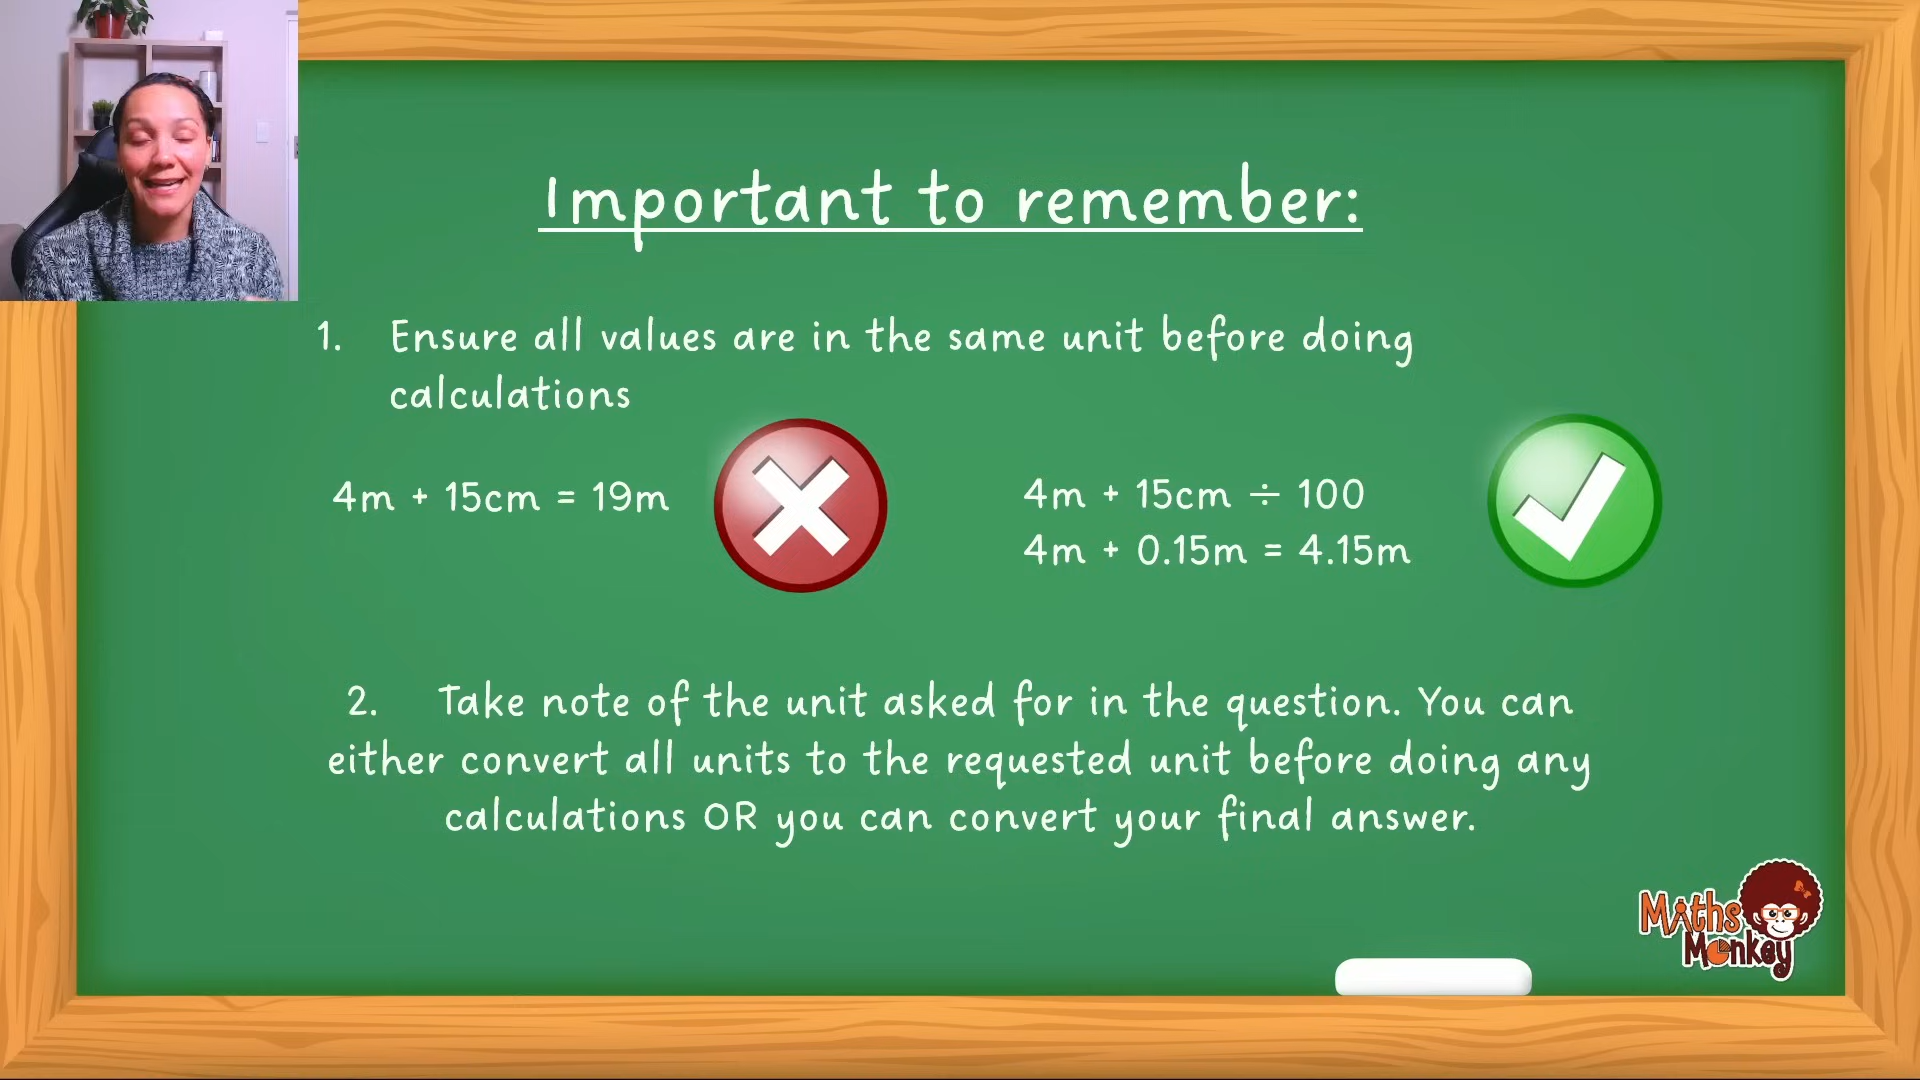 Important to remember:
1. Ensure all values are in the same unit before doing
calculations
4m + 15cm = 19m
4m + 15cm ÷ 100
4m + 0.15m = 4.15m
2. Take note of the unit asked for in the question. You can
either convert all units to the requested unit before doing any
calculations OR you can convert your final answer.
Maths
Monkey